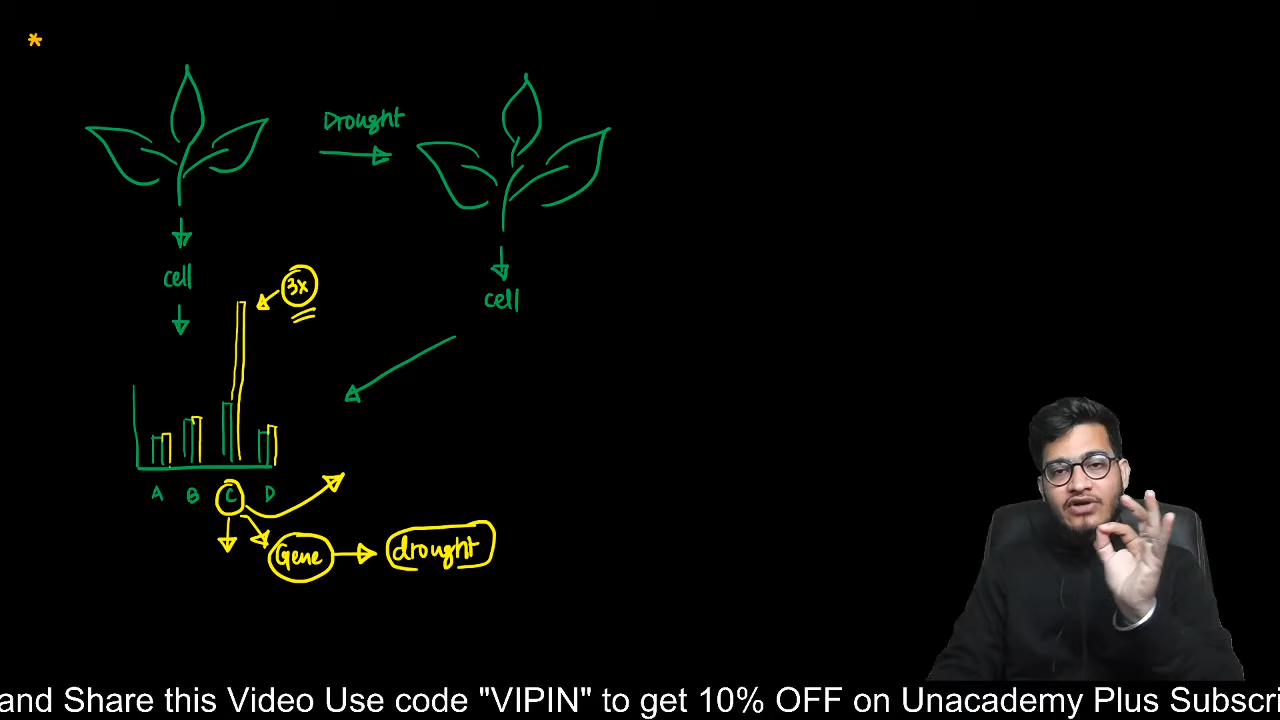 *
Drought
cell
3x
cell
A B C D
Gene
drought
and Share this Video Use code "VIPIN" to get 10% OFF on Unacademy Plus Subscri